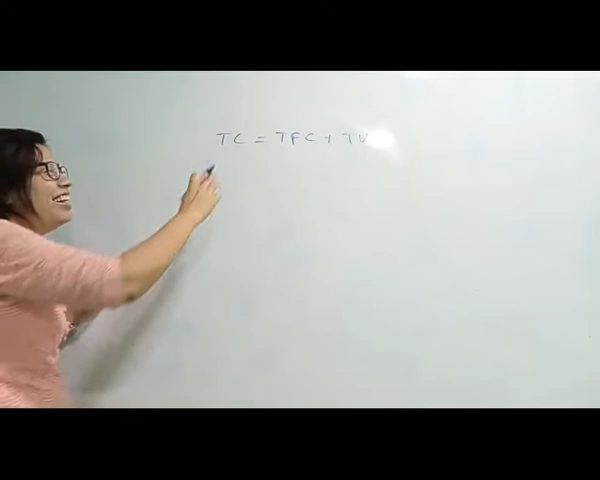 TC = TFC + TV